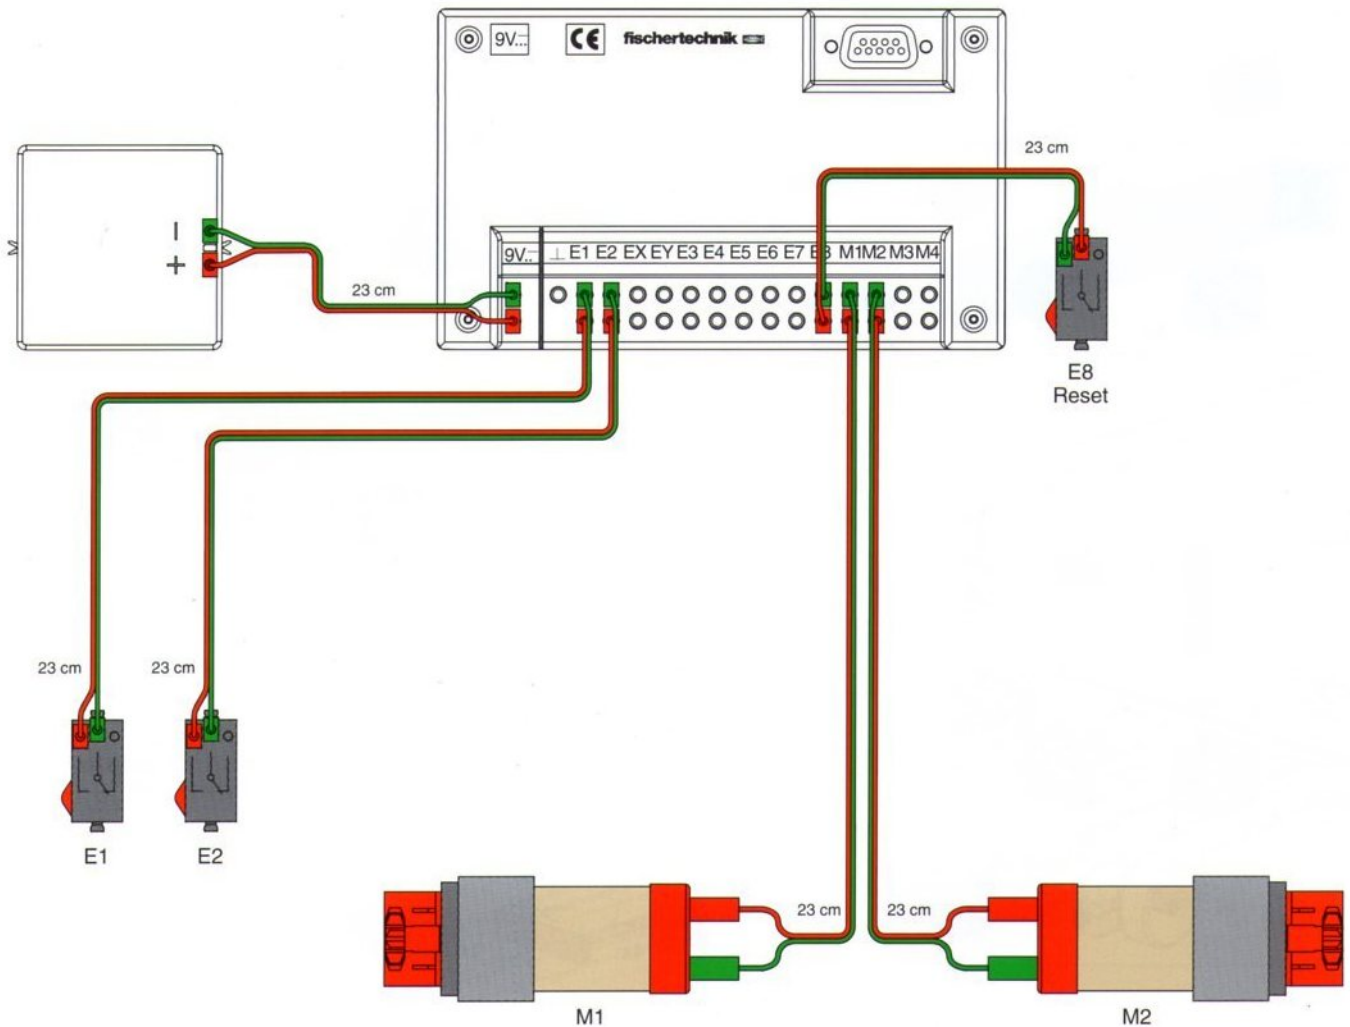 9V⎓ CE fischertechnik
23 cm
−
+
9V⎓ ⊥ E1 E2 EX EY E3 E4 E5 E6 E7 E8 M1 M2 M3 M4
23 cm
E8
Reset
23 cm
23 cm
E1
E2
23 cm
23 cm
M1
M2